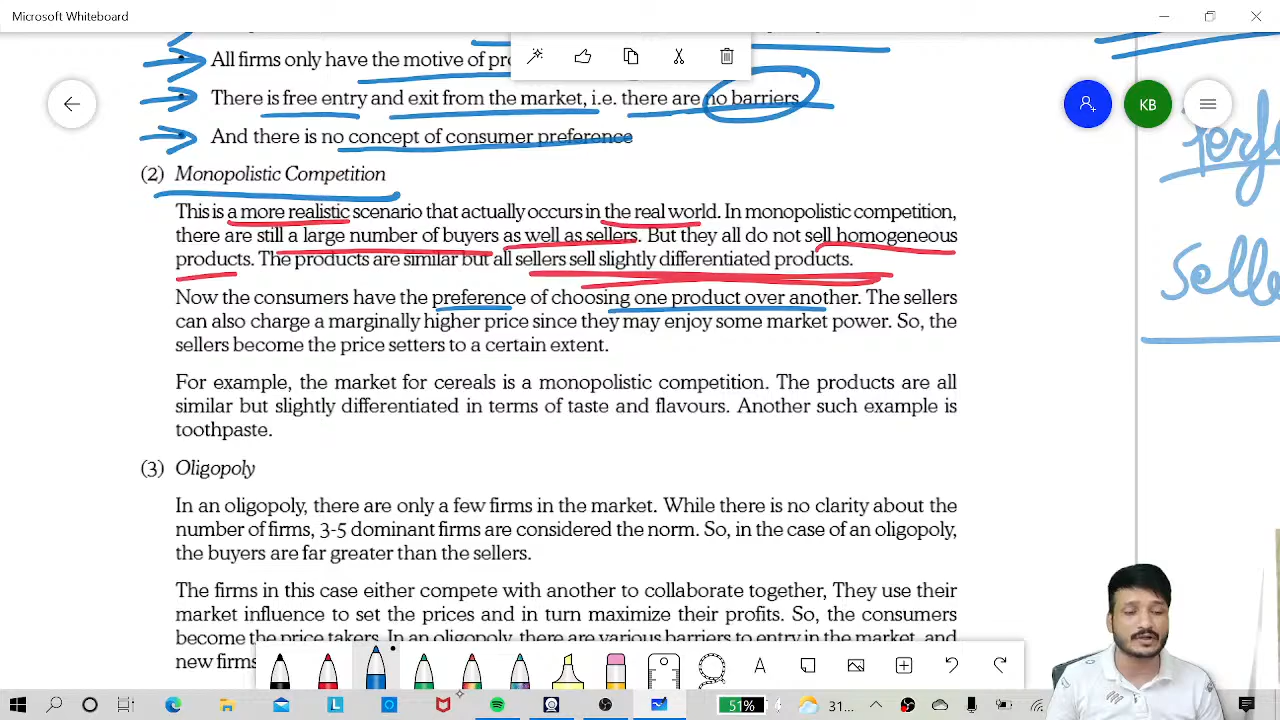 Microsoft Whiteboard
All firms only have the motive of
There is free entry and exit from the market, i.e. there are no barriers
And there is no concept of consumer preference
KB
(2) Monopolistic Competition
This is a more realistic scenario that actually occurs in the real world. In monopolistic competition,
there are still a large number of buyers as well as sellers. But they all do not sell homogeneous
products. The products are similar but all sellers sell slightly differentiated products.
Now the consumers have the preference of choosing one product over another. The sellers
can also charge a marginally higher price since they may enjoy some market power. So, the
sellers become the price setters to a certain extent.
For example, the market for cereals is a monopolistic competition. The products are all
similar but slightly differentiated in terms of taste and flavours. Another such example is
toothpaste.
(3) Oligopoly
In an oligopoly, there are only a few firms in the market. While there is no clarity about the
number of firms, 3-5 dominant firms are considered the norm. So, in the case of an oligopoly,
the buyers are far greater than the sellers.
The firms in this case either compete with another to collaborate together, They use their
market influence to set the prices and in turn maximize their profits. So, the consumers
become the price takers. In an oligopoly, there are various barriers to entry in the market, and
new firms
A
51%
31...